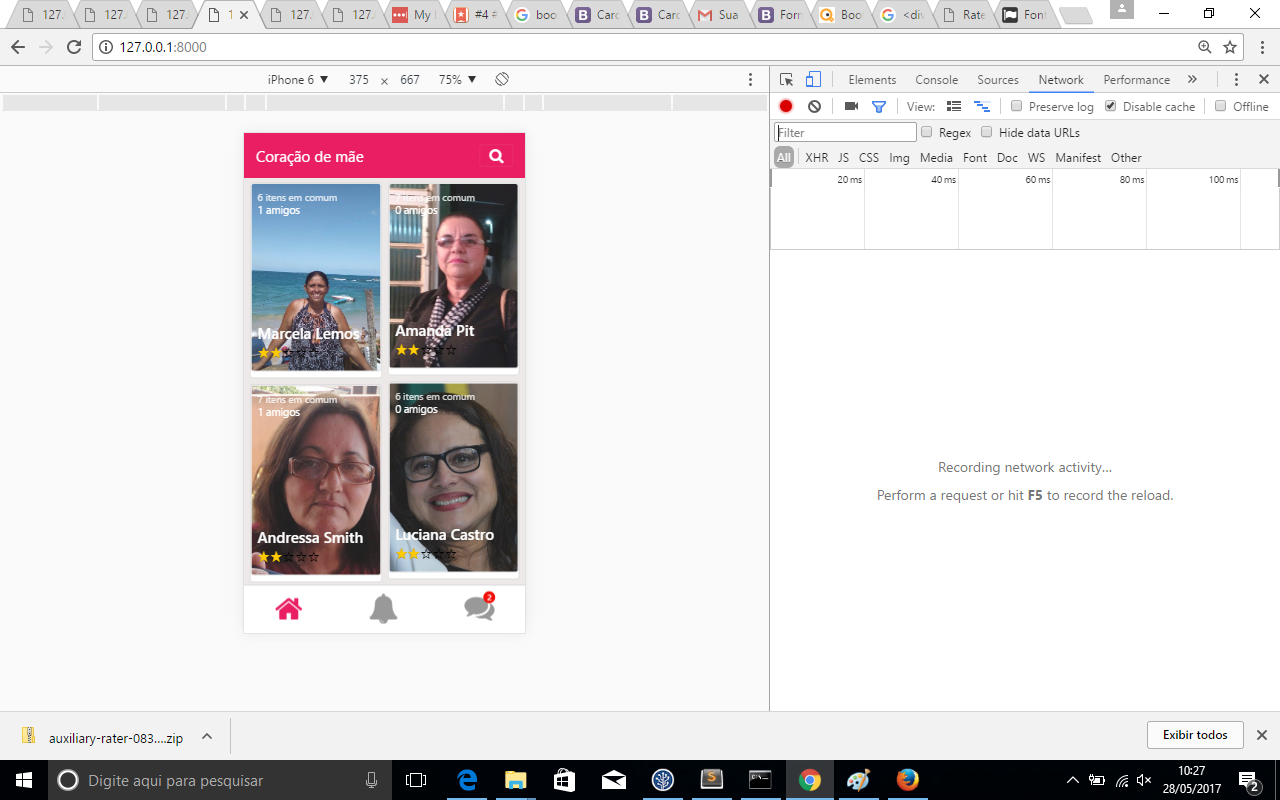 127.
127.
127.
1
127.
127.
My I
#4 #
boo
Card
Card
Sua
Forn
Boo
<div
Rate
Font
127.0.0.1:8000
iPhone 6 ▼ 375 × 667 75% ▼
Elements Console Sources Network Performance »
View: Preserve log Disable cache Offline
Filter Regex Hide data URLs
All XHR JS CSS Img Media Font Doc WS Manifest Other
20 ms 40 ms 60 ms 80 ms 100 ms
Coração de mãe
6 itens em comum
1 amigos
Marcela Lemos
7 itens em comum
0 amigos
Amanda Pit
7 itens em comum
1 amigos
Andressa Smith
6 itens em comum
0 amigos
Luciana Castro
2
Recording network activity...
Perform a request or hit F5 to record the reload.
auxiliary-rater-083....zip
Exibir todos
Digite aqui para pesquisar
10:27
28/05/2017
2